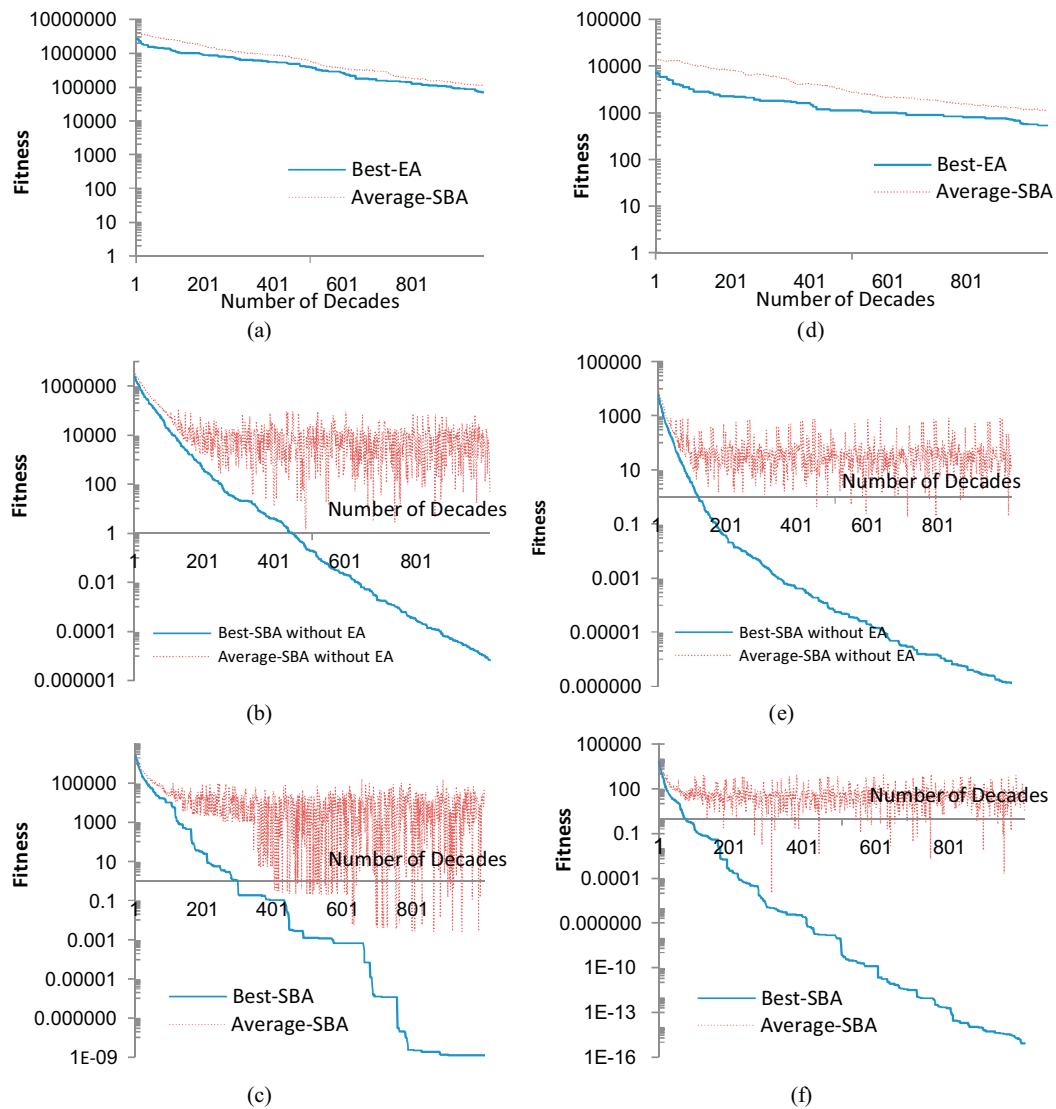 10000000
1000000
100000
10000
1000
100
10
1
Fitness
Best-EA
Average-SBA
1 201 401 601 801
Number of Decades
(a)
100000
10000
1000
100
10
1
Fitness
Best-EA
Average-SBA
1 201 401 601 801
Number of Decades
(d)
1000000
10000
100
1
0.01
0.0001
0.000001
Fitness
Number of Decades
1 201 401 601 801
Best-SBA without EA
Average-SBA without EA
(b)
100000
1000
10
0.1
0.001
0.00001
0.000000
Fitness
Number of Decades
1 201 401 601 801
Best-SBA without EA
Average-SBA without EA
(e)
100000
1000
10
0.1
0.001
0.00001
0.000000
1E-09
Fitness
Number of Decades
1 201 401 601 801
Best-SBA
Average-SBA
(c)
100000
100
0.1
0.0001
0.000000
1E-10
1E-13
1E-16
Fitness
Number of Decades
1 201 401 601 801
Best-SBA
Average-SBA
(f)